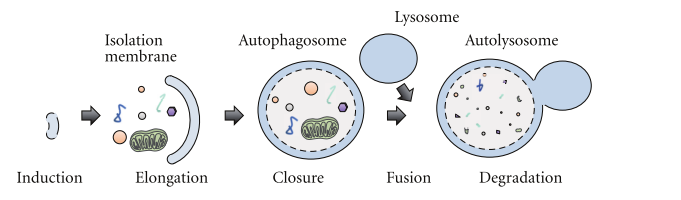 Lysosome
Isolation
membrane
Autophagosome
Autolysosome
Induction
Elongation
Closure
Fusion
Degradation